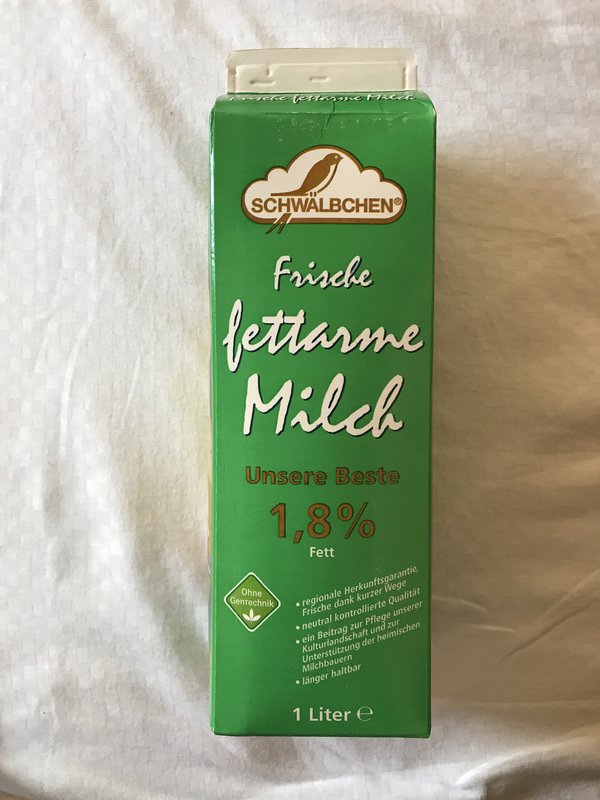 Frische fettarme Milch
SCHWÄLBCHEN®
Frische
fettarme
Milch
Unsere Beste
1,8%
Fett
Ohne
Gentechnik
• regionale Herkunftsgarantie,
Frische dank kurzer Wege
• neutral kontrollierte Qualität
• ein Beitrag zur Pflege unserer
Kulturlandschaft und zur
Unterstützung der heimischen
Milchbauern
• länger haltbar
1 Liter ℮